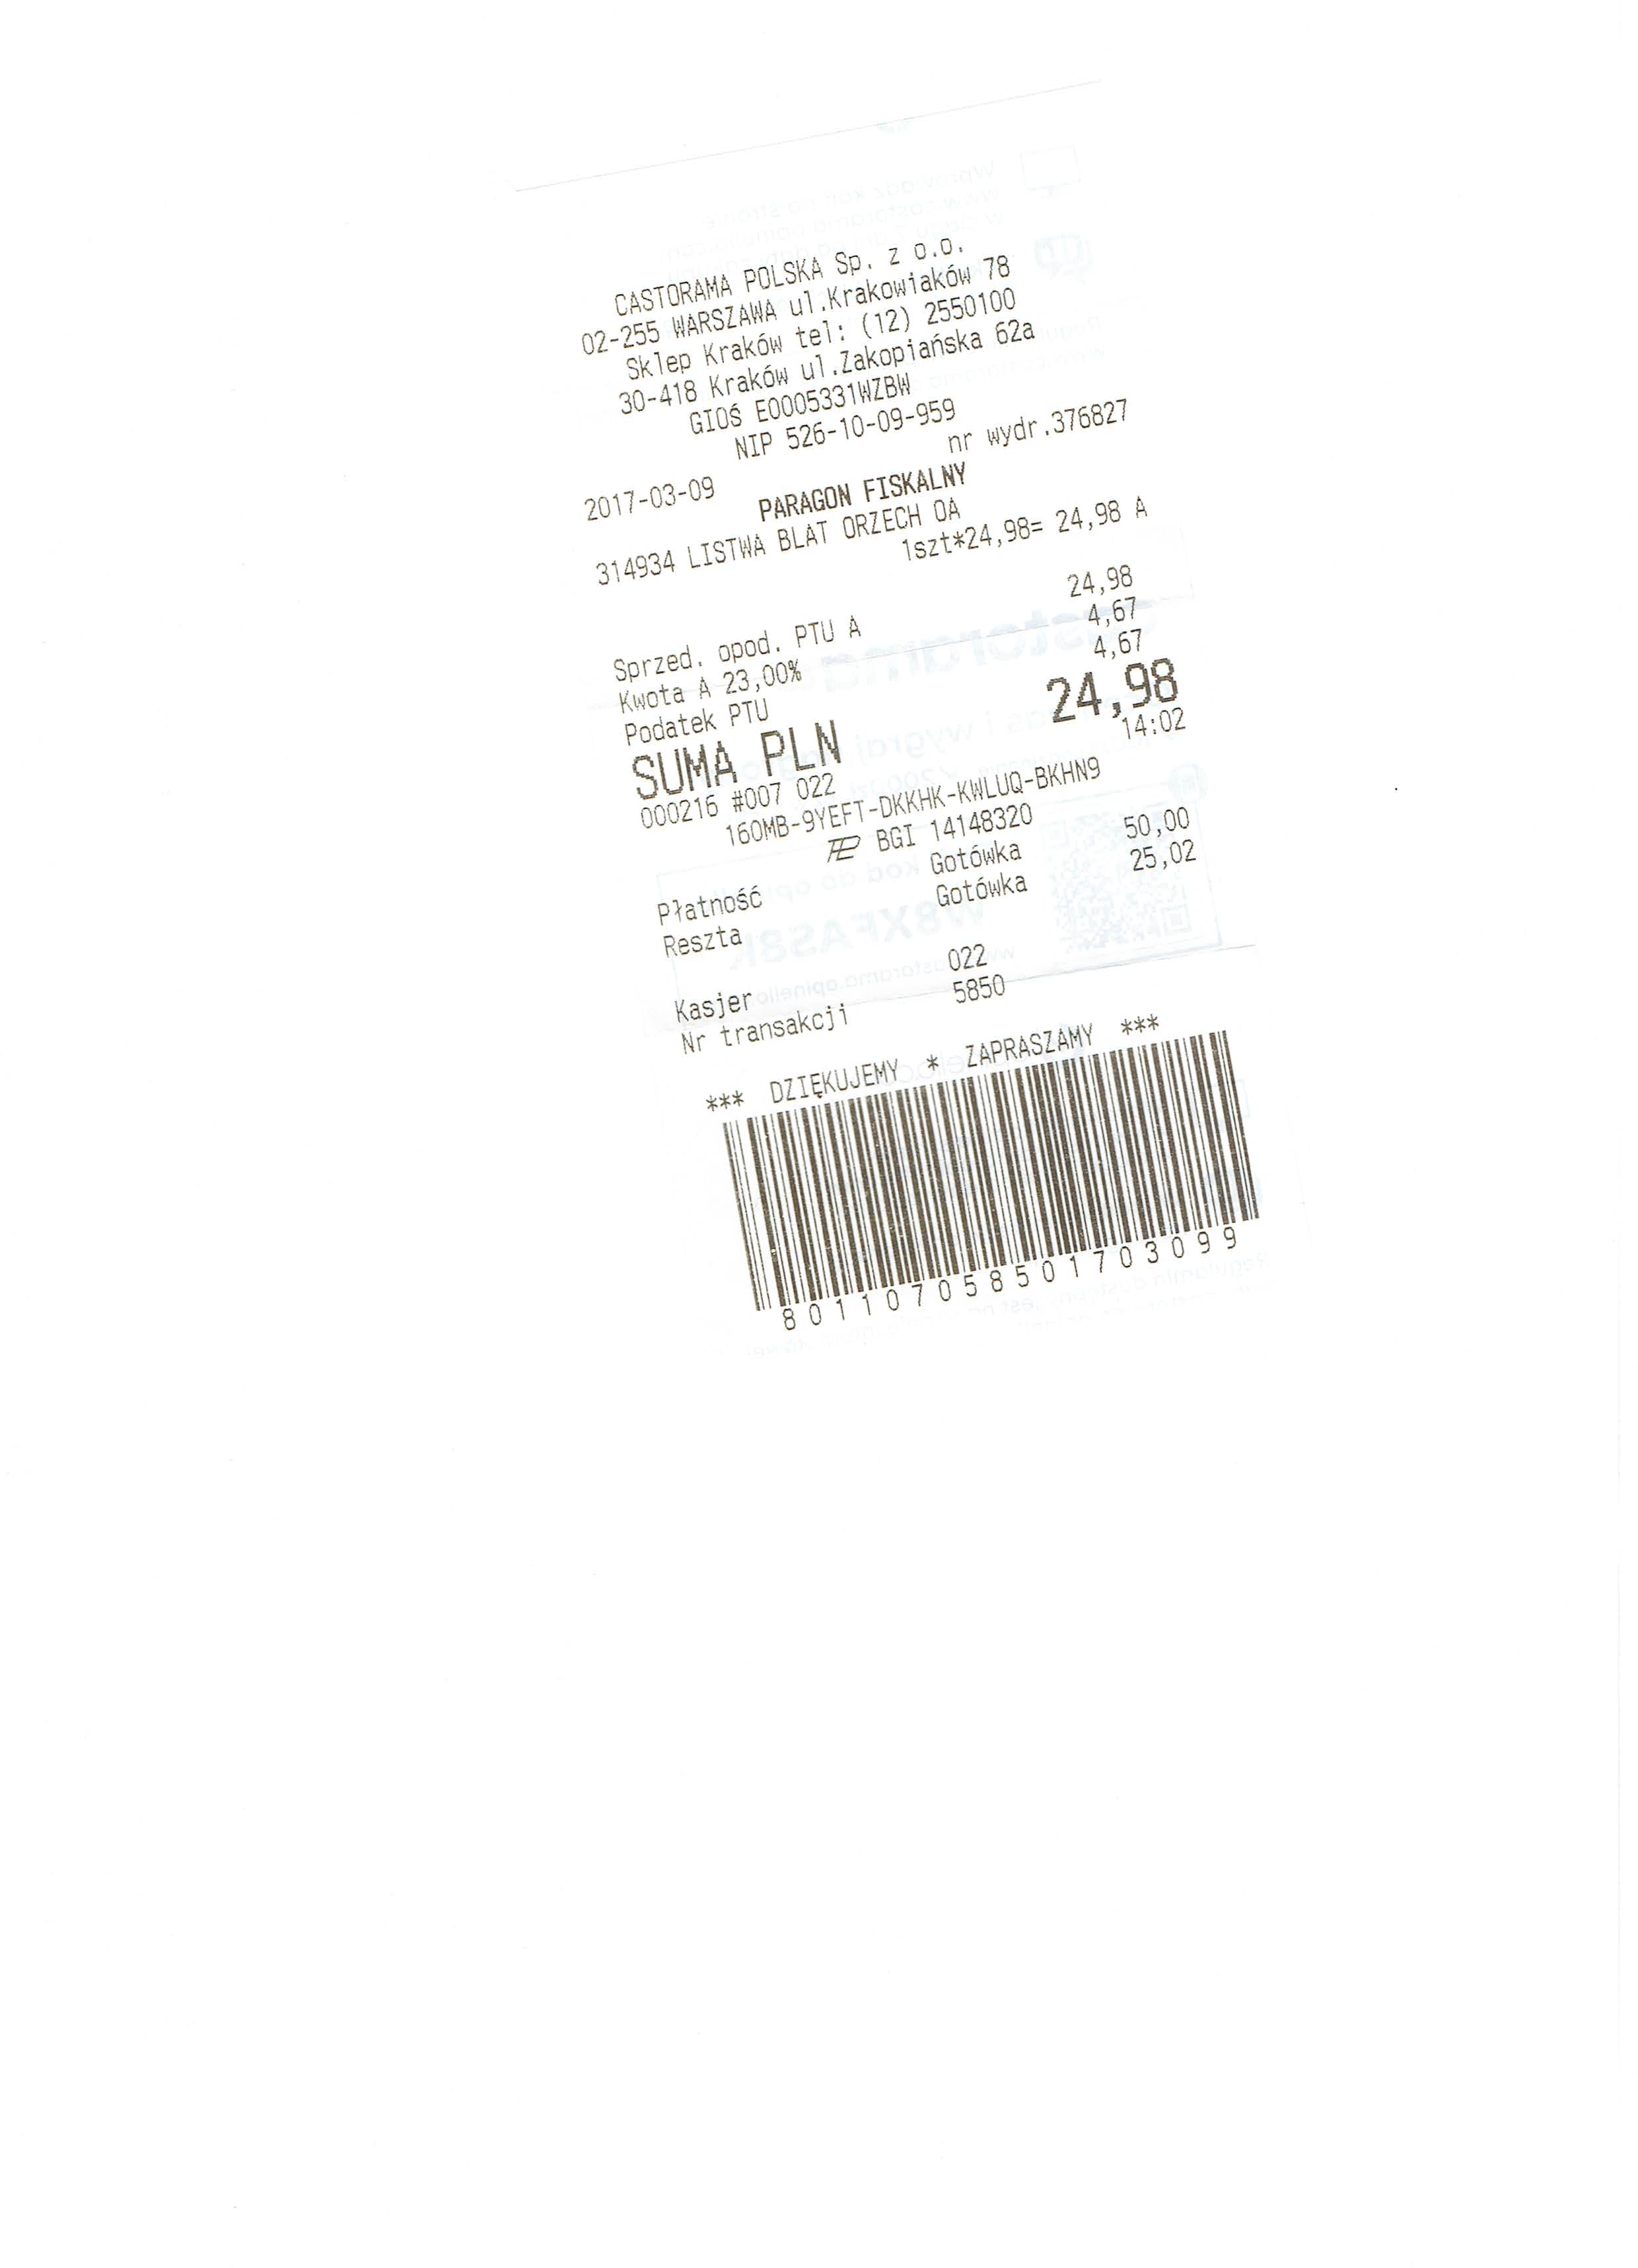 CASTORAMA POLSKA Sp. z o.o.
02-255 WARSZAWA ul.Krakowiaków 78
Sklep Kraków tel: (12) 2550100
30-418 Kraków ul.Zakopiańska 62a
GIOŚ E0005331WZBW
NIP 526-10-09-959
2017-03-09 nr wydr.376827
PARAGON FISKALNY
314934 LISTWA BLAT ORZECH OA
1szt*24,98= 24,98 A
Sprzed. opod. PTU A 24,98
Kwota A 23,00% 4,67
Podatek PTU 4,67
SUMA PLN 24,98
000216 #007 022 14:02
160MB-9YEFT-DKKHK-KWLUQ-BKHN9
BGI 14148320
Płatność Gotówka 50,00
Reszta Gotówka 25,02
Kasjer 022
Nr transakcji 5850
*** DZIĘKUJEMY * ZAPRASZAMY ***
801107058501703099